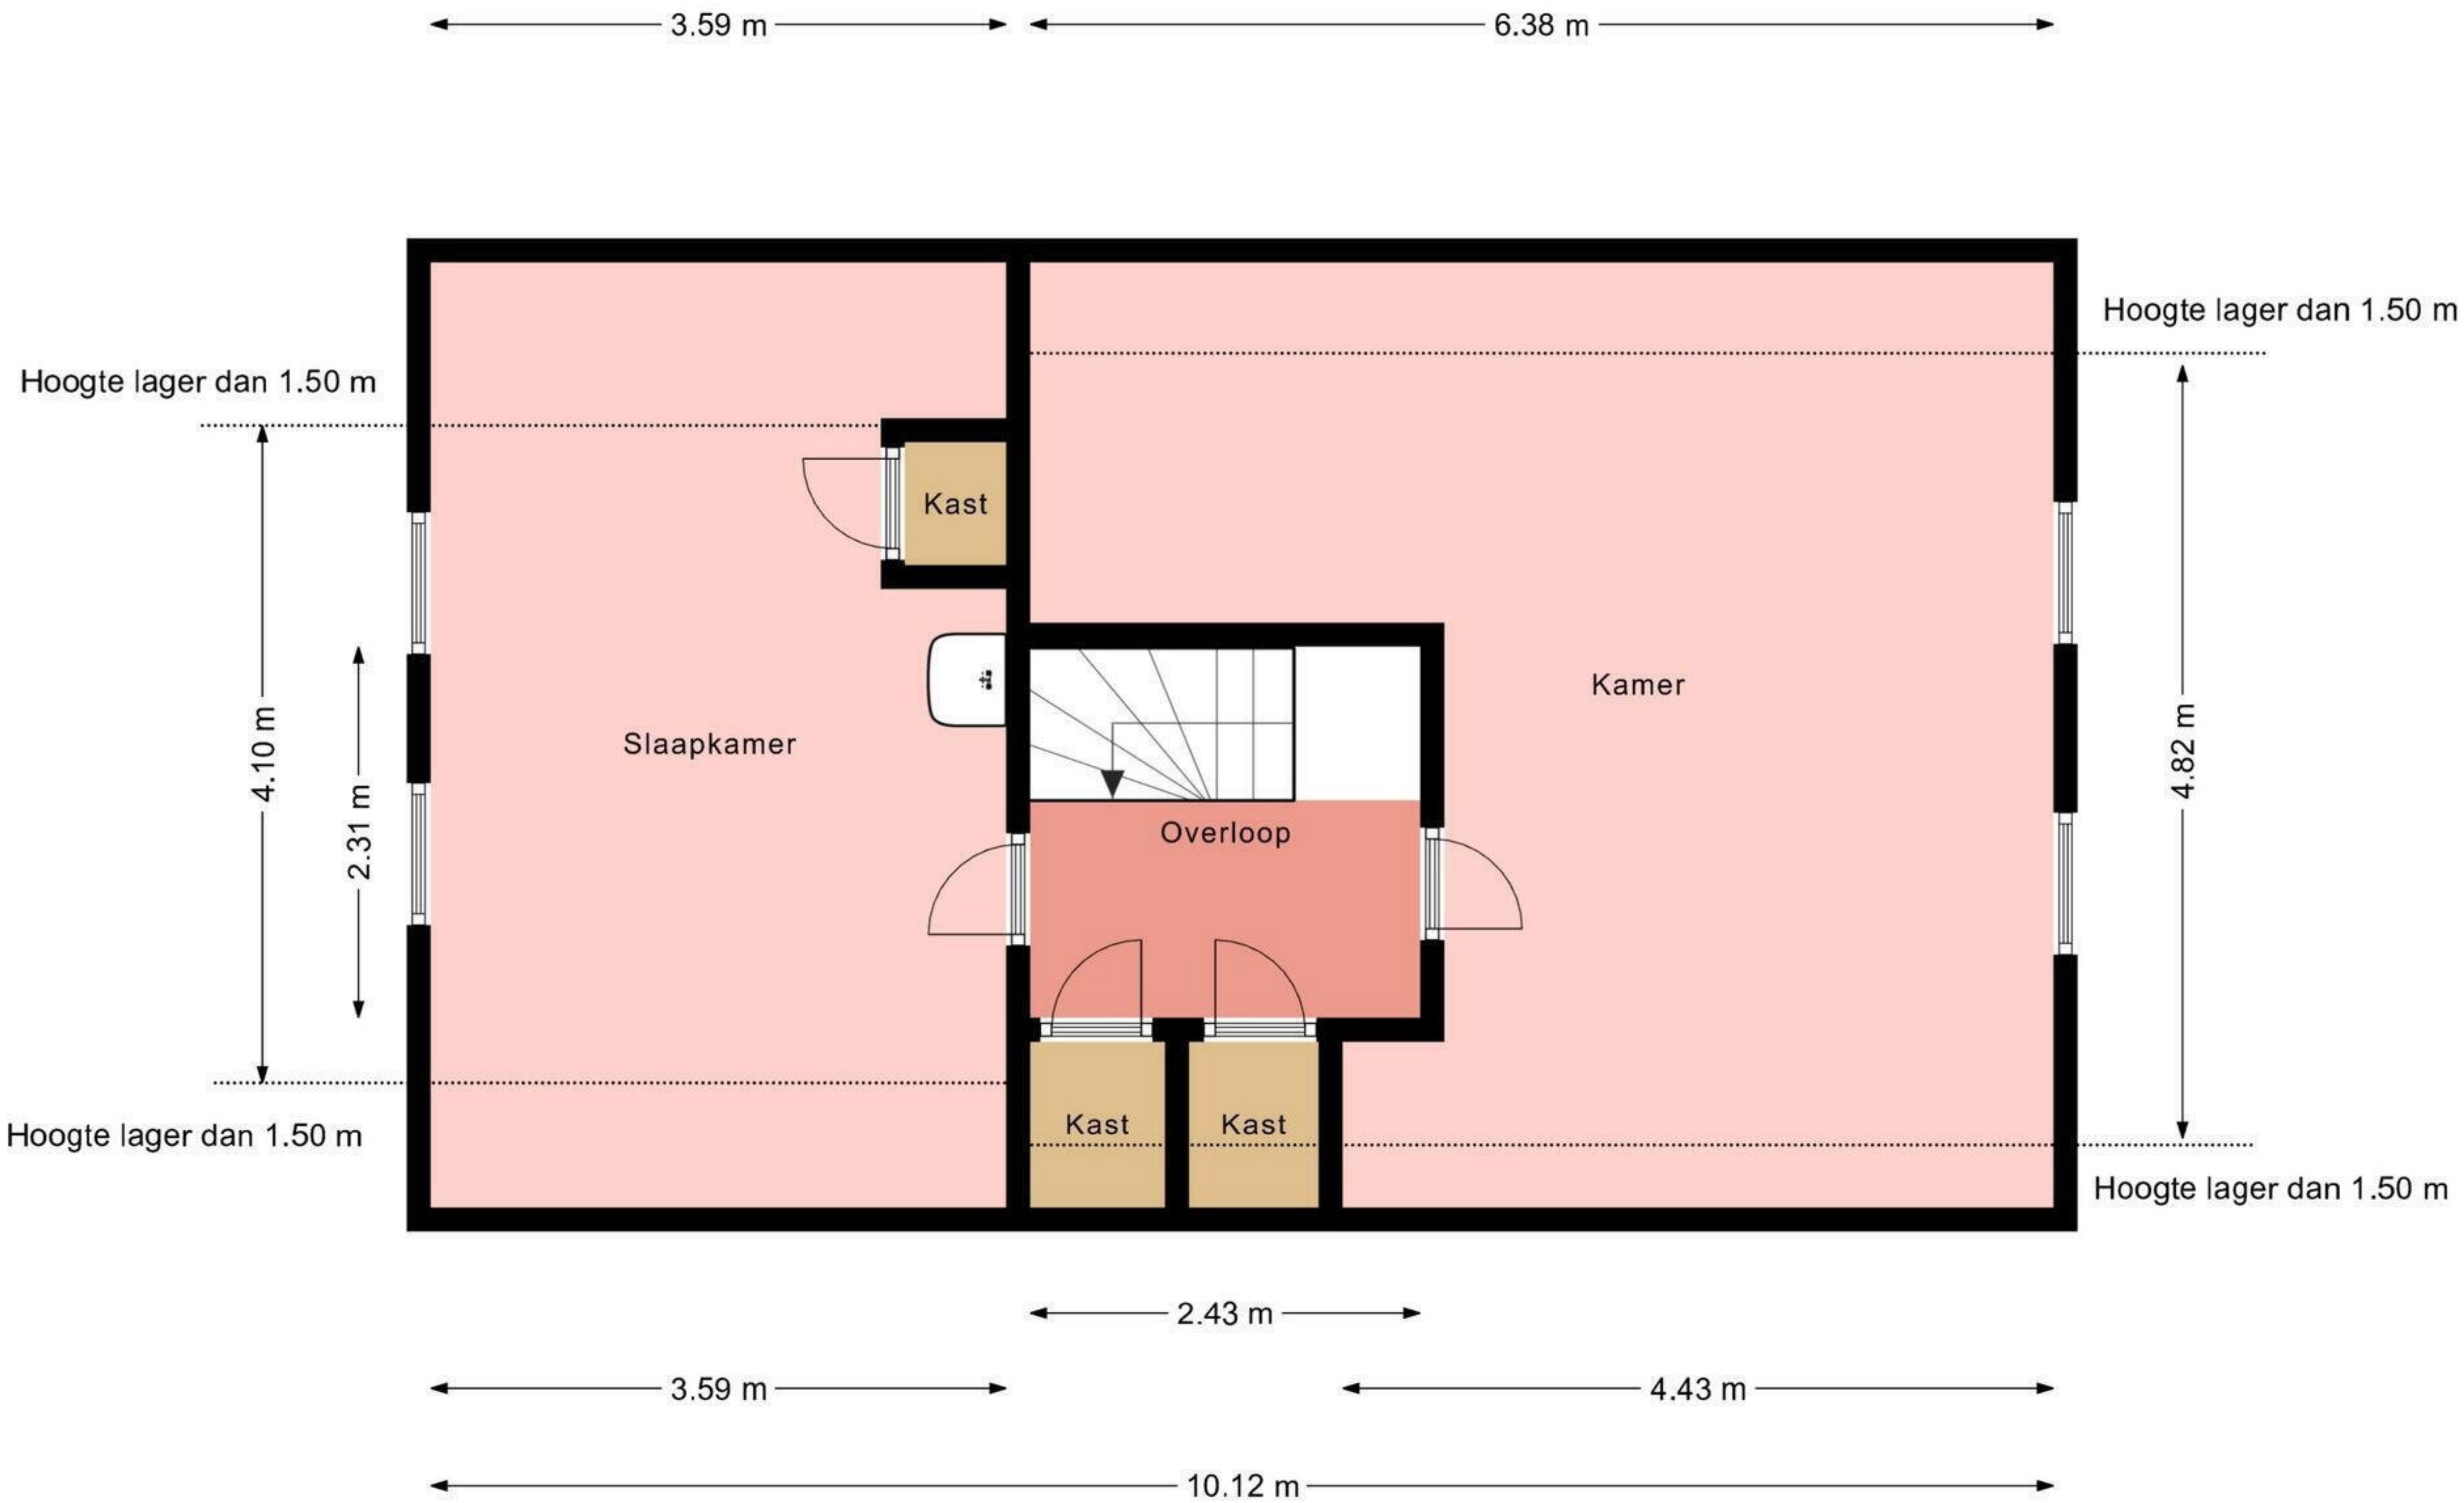 3.59 m
6.38 m
Hoogte lager dan 1.50 m
Hoogte lager dan 1.50 m
Kast
Kamer
Slaapkamer
4.10 m
2.31 m
4.82 m
Overloop
Kast
Kast
Hoogte lager dan 1.50 m
Hoogte lager dan 1.50 m
2.43 m
3.59 m
4.43 m
10.12 m